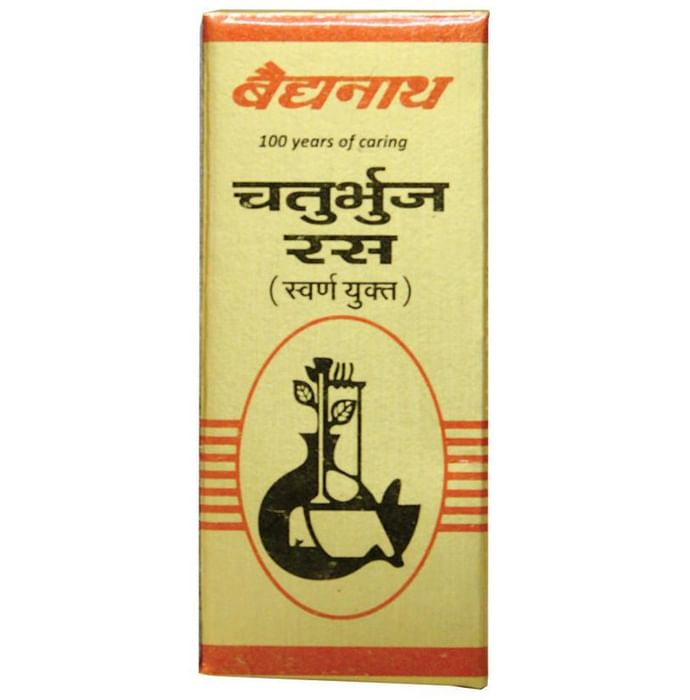 बैद्यनाथ
100 years of caring
चतुर्भुज
रस
(स्वर्ण युक्त)